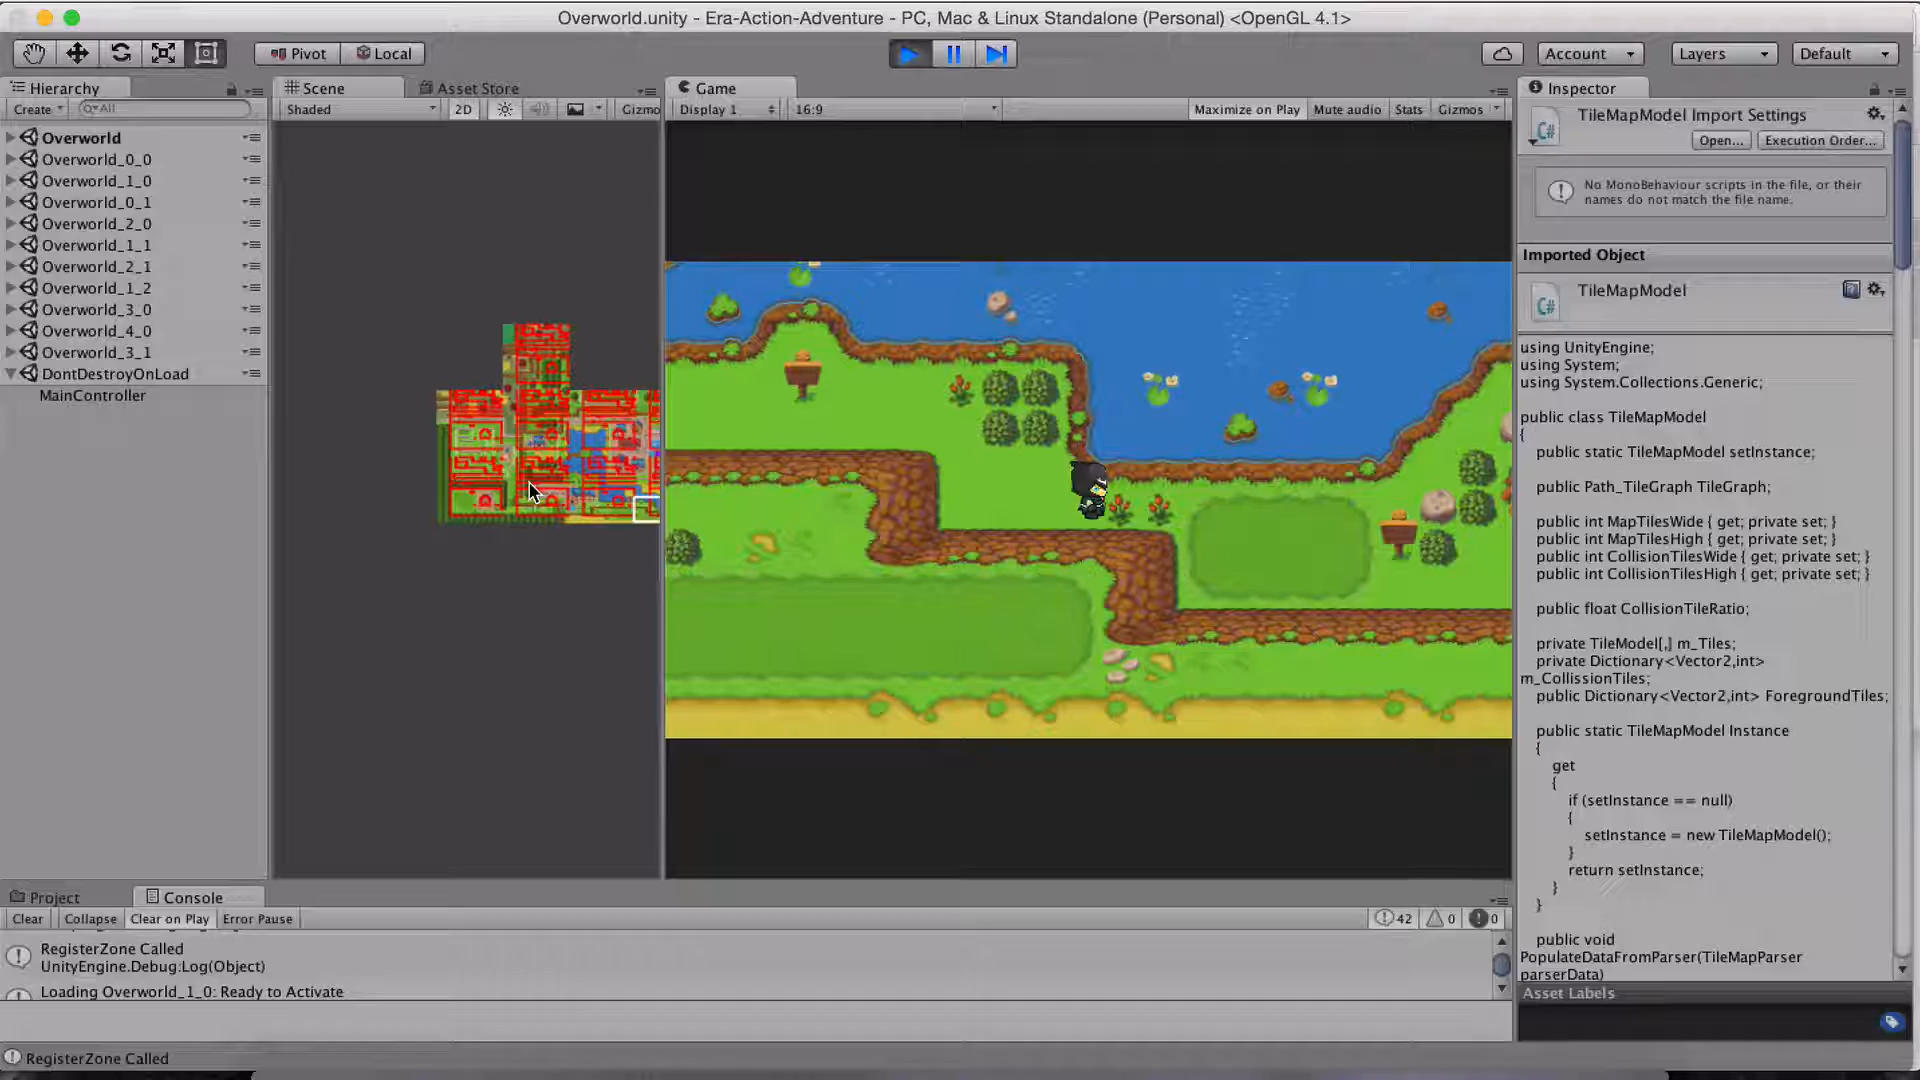 Overworld.unity - Era-Action-Adventure - PC, Mac & Linux Standalone (Personal) <OpenGL 4.1>
Pivot Local Account Layers Default
Hierarchy
Create All
Overworld
Overworld_0_0
Overworld_1_0
Overworld_0_1
Overworld_2_0
Overworld_1_1
Overworld_2_1
Overworld_1_2
Overworld_3_0
Overworld_4_0
Overworld_3_1
DontDestroyOnLoad
MainController
Scene Asset Store
Shaded 2D Gizmo
Game
Display 1 16:9 Maximize on Play Mute audio Stats Gizmos
Inspector
TileMapModel Import Settings
Open... Execution Order...
No MonoBehaviour scripts in the file, or their
names do not match the file name.
Imported Object
C#
TileMapModel
using UnityEngine;
using System;
using System.Collections.Generic;
public class TileMapModel
{
public static TileMapModel setInstance;
public Path_TileGraph TileGraph;
public int MapTilesWide { get; private set; }
public int MapTilesHigh { get; private set; }
public int CollisionTilesWide { get; private set; }
public int CollisionTilesHigh { get; private set; }
public float CollisionTileRatio;
private TileModel[,] m_Tiles;
private Dictionary<Vector2,int>
m_CollissionTiles;
public Dictionary<Vector2,int> ForegroundTiles;
public static TileMapModel Instance
{
get
{
if (setInstance == null)
{
setInstance = new TileMapModel();
}
return setInstance;
}
}
public void
PopulateDataFromParser(TileMapParser
parserData)
Asset Labels
Project Console
Clear Collapse Clear on Play Error Pause 42 0 0
RegisterZone Called
UnityEngine.Debug:Log(Object)
Loading Overworld_1_0: Ready to Activate
RegisterZone Called